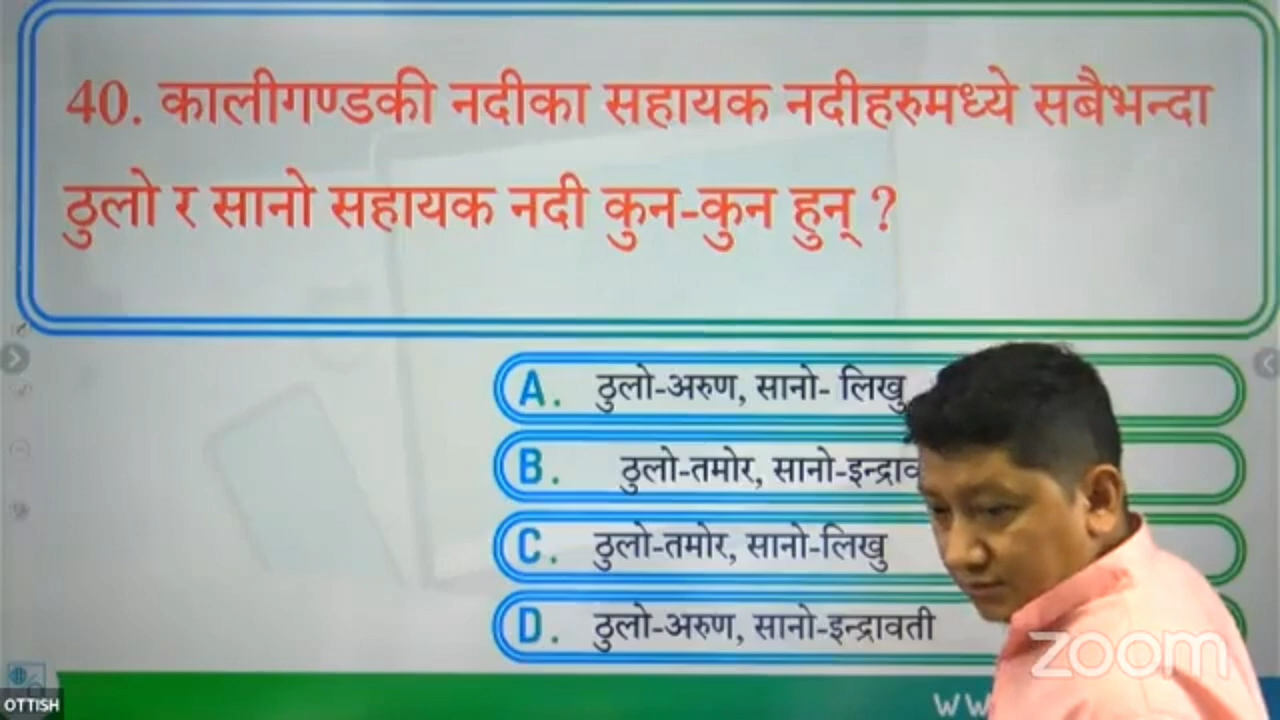 40. कालीगण्डकी नदीका सहायक नदीहरुमध्ये सबैभन्दा
ठुलो र सानो सहायक नदी कुन-कुन हुन् ?
A. ठुलो-अरुण, सानो- लिखु
B. ठुलो-तमोर, सानो-इन्द्राव
C. ठुलो-तमोर, सानो-लिखु
D. ठुलो-अरुण, सानो-इन्द्रावती
zoom
OTTISH